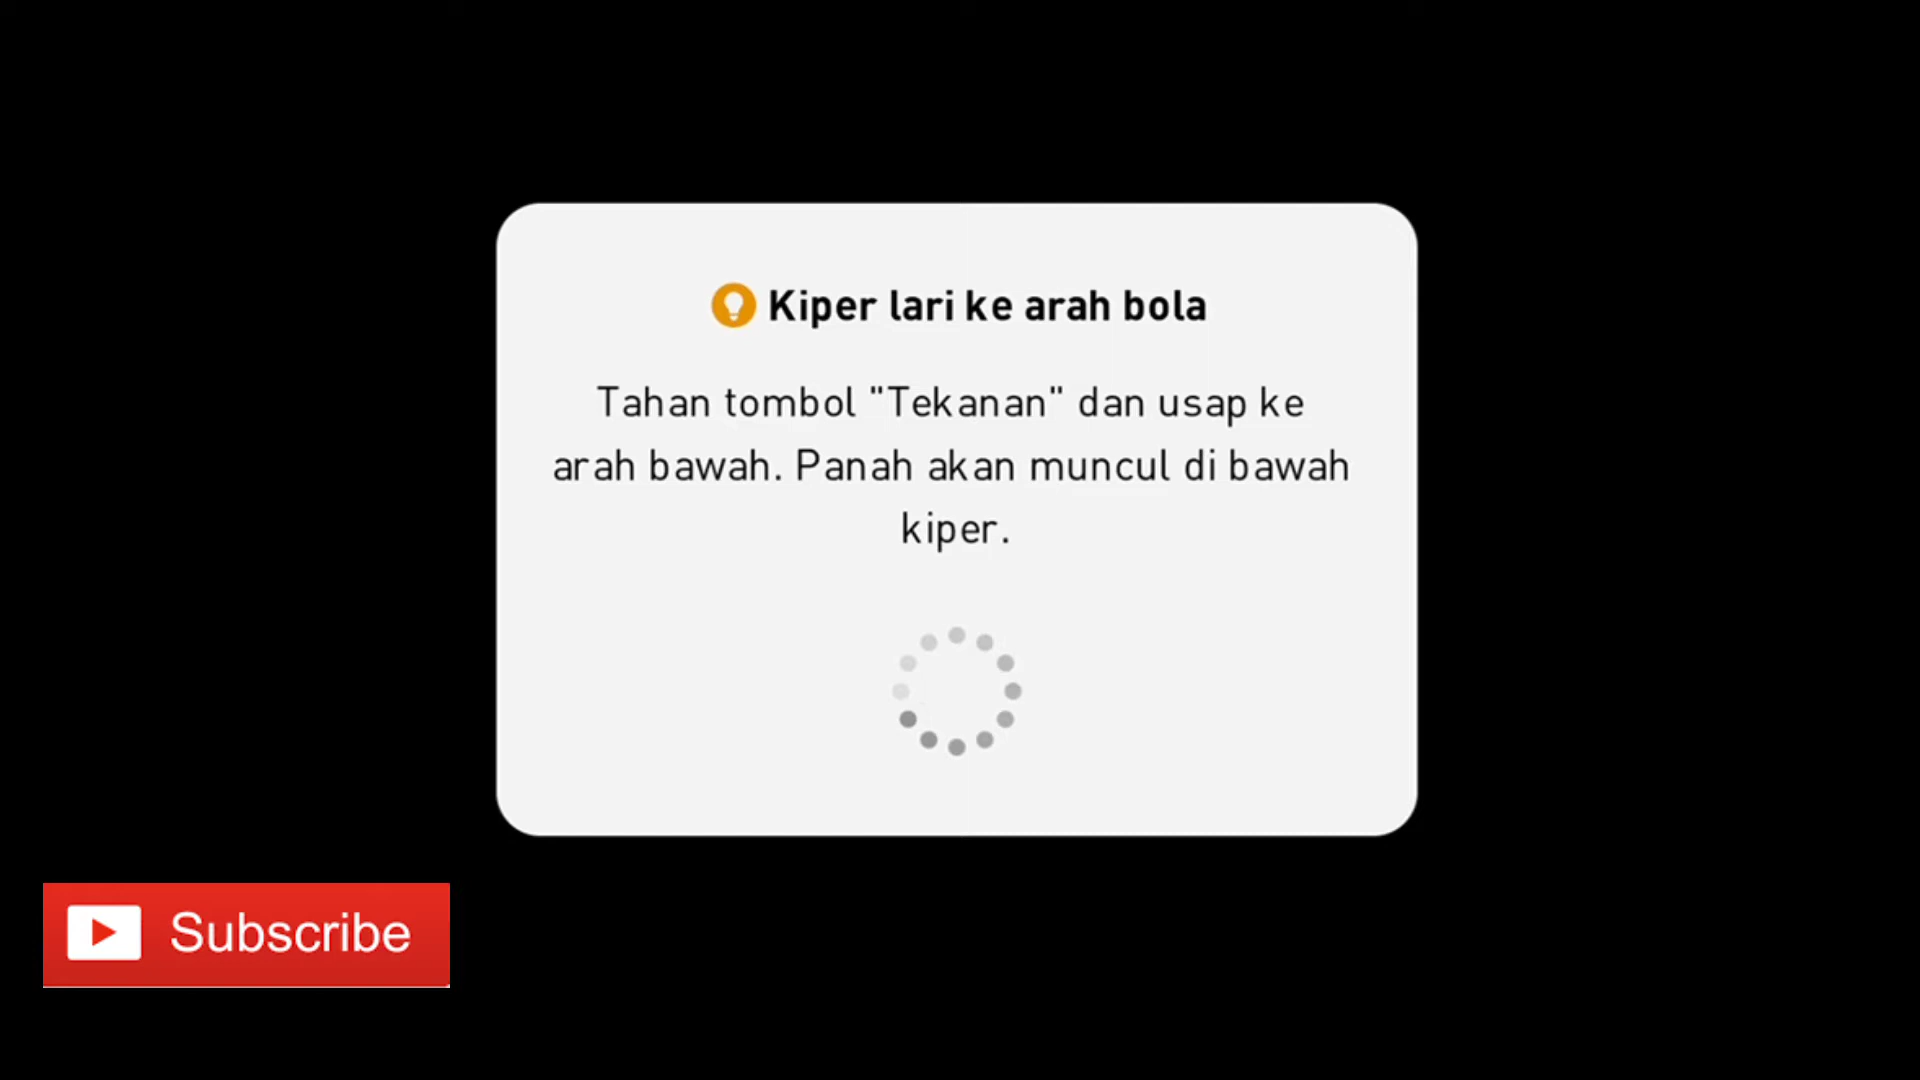 Kiper lari ke arah bola
Tahan tombol "Tekanan" dan usap ke
arah bawah. Panah akan muncul di bawah
kiper.
Subscribe